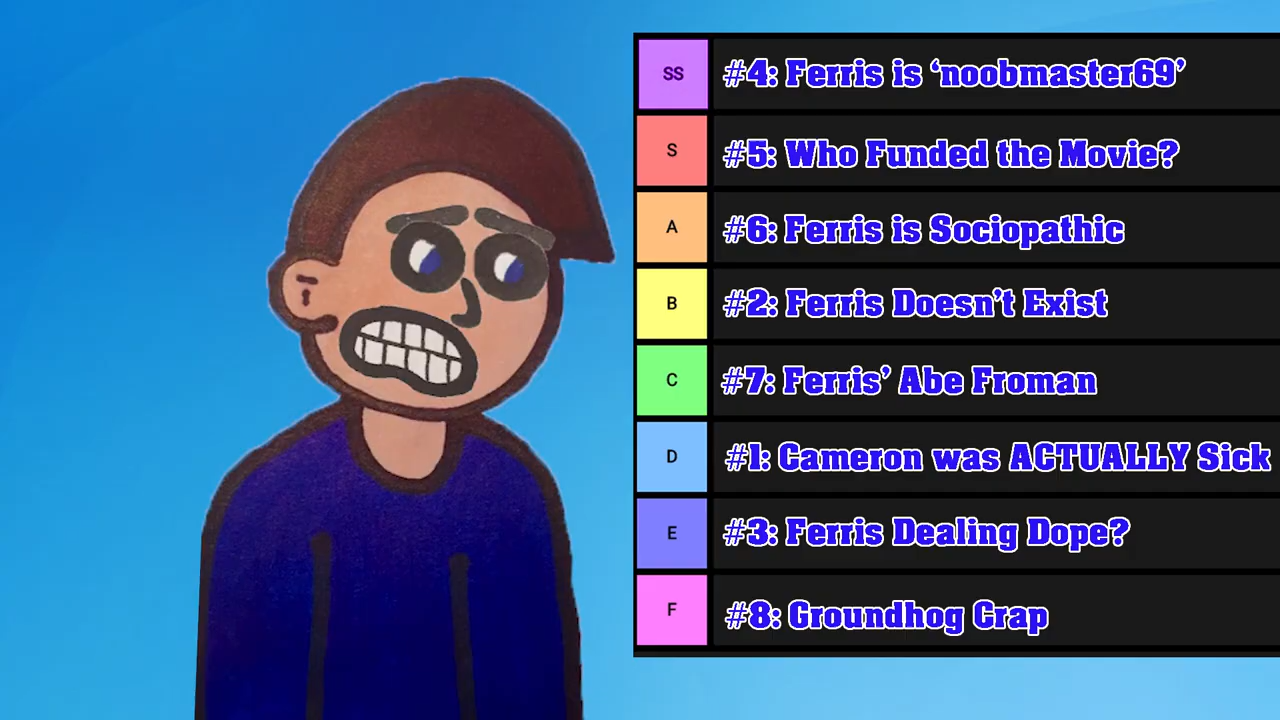 SS
#4: Ferris is ‘noobmaster69’
S
#5: Who Funded the Movie?
A
#6: Ferris is Sociopathic
B
#2: Ferris Doesn’t Exist
C
#7: Ferris’ Abe Froman
D
#1: Cameron was ACTUALLY Sick
E
#3: Ferris Dealing Dope?
F
#8: Groundhog Crap